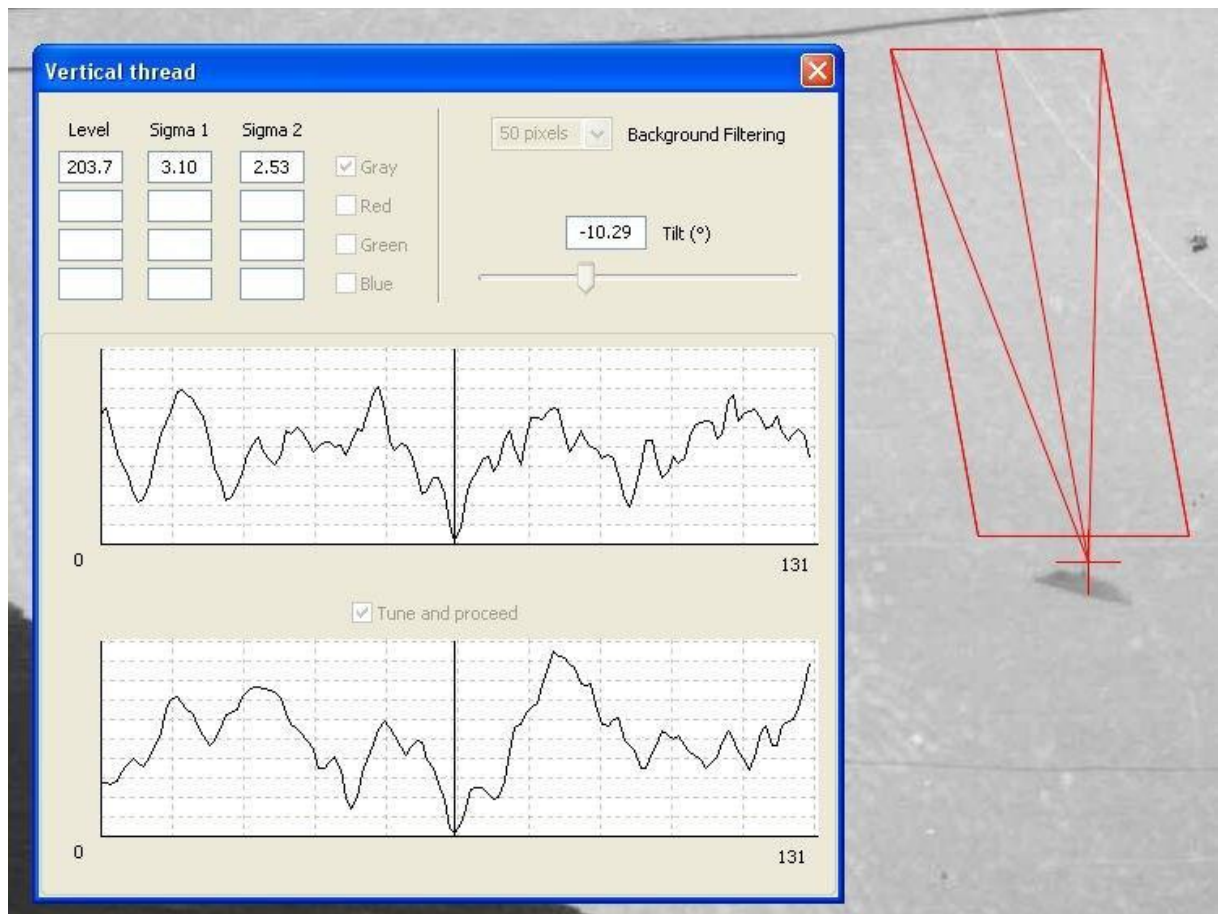 Vertical thread
Level Sigma 1 Sigma 2
203.7 3.10 2.53 Gray
Red
Green
Blue
50 pixels Background Filtering
-10.29 Tilt (°)
0 131
Tune and proceed
0 131